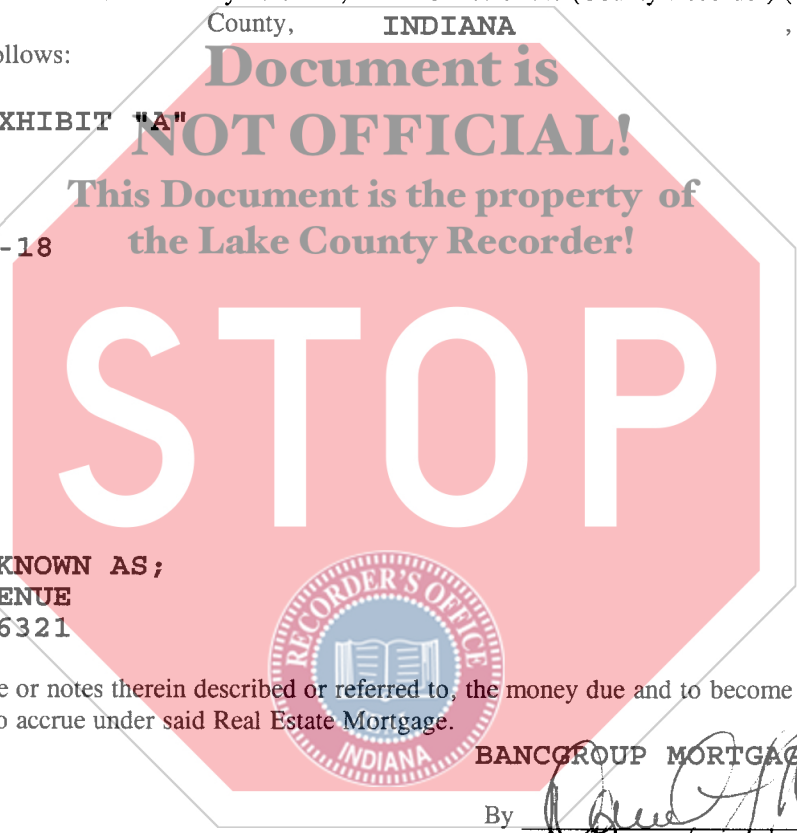 County, INDIANA ,
ollows:
Document is
XHIBIT "A"
NOT OFFICIAL!
This Document is the property of
the Lake County Recorder!
-18
STOP
KNOWN AS;
ENUE
6321
RECORDER'S OFFICE
e or notes therein described or referred to, the money due and to become
o accrue under said Real Estate Mortgage.
INDIANA
BANCGROUP MORTGAG
By